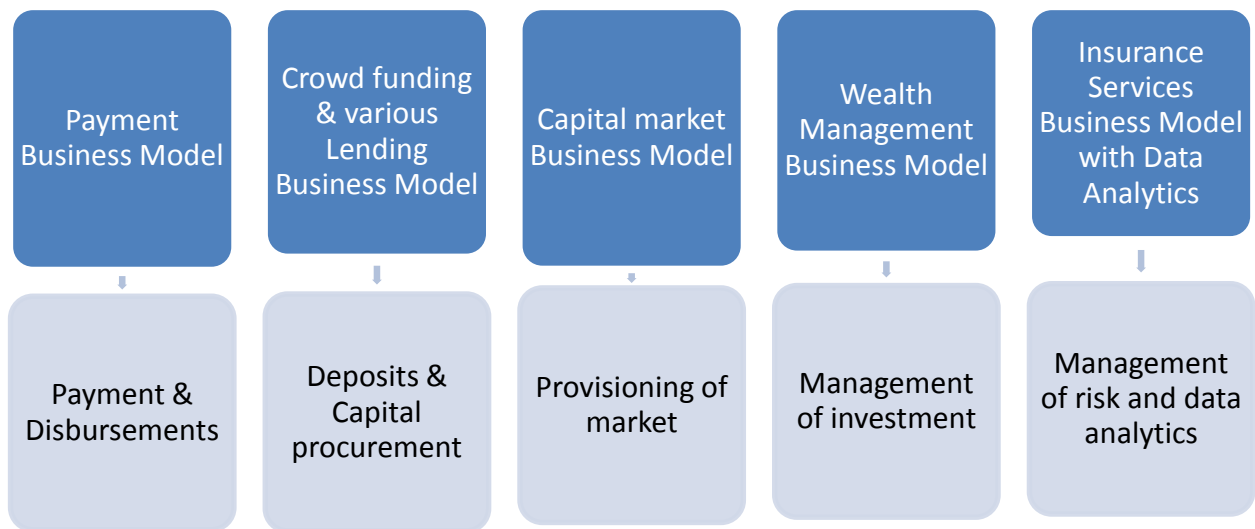 Payment
Business Model
Crowd funding
& various
Lending
Business Model
Capital market
Business Model
Wealth
Management
Business Model
Insurance
Services
Business Model
with Data
Analytics
Payment &
Disbursements
Deposits &
Capital
procurement
Provisioning of
market
Management
of investment
Management
of risk and data
analytics